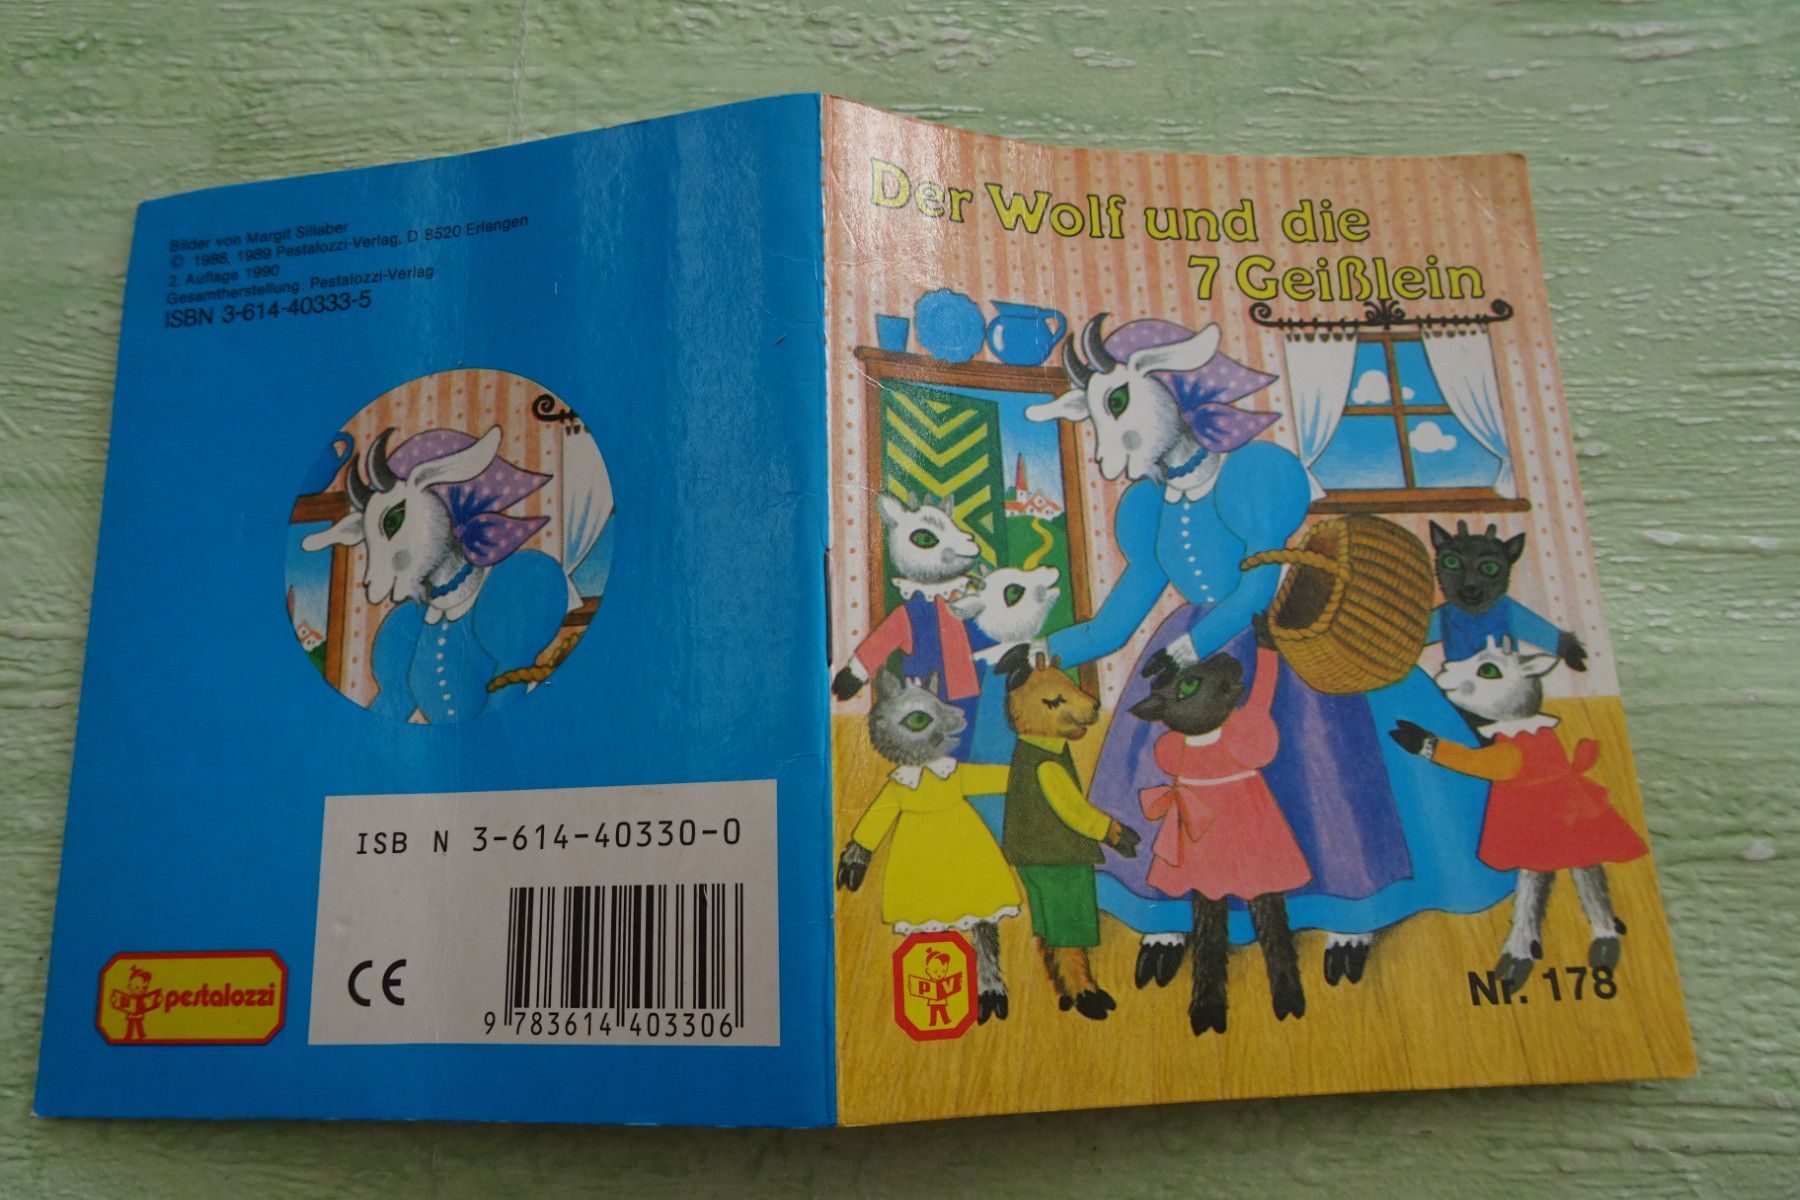 Bilder von Margit Sillaber
© 1988, 1989 Pestalozzi-Verlag, D 8520 Erlangen
2. Auflage 1990
Gesamtherstellung: Pestalozzi-Verlag
ISBN 3-614-40333-5
ISB N 3-614-40330-0
CE
9 783614 403306
pestalozzi
Der Wolf und die
7 Geißlein
PV
Nr. 178